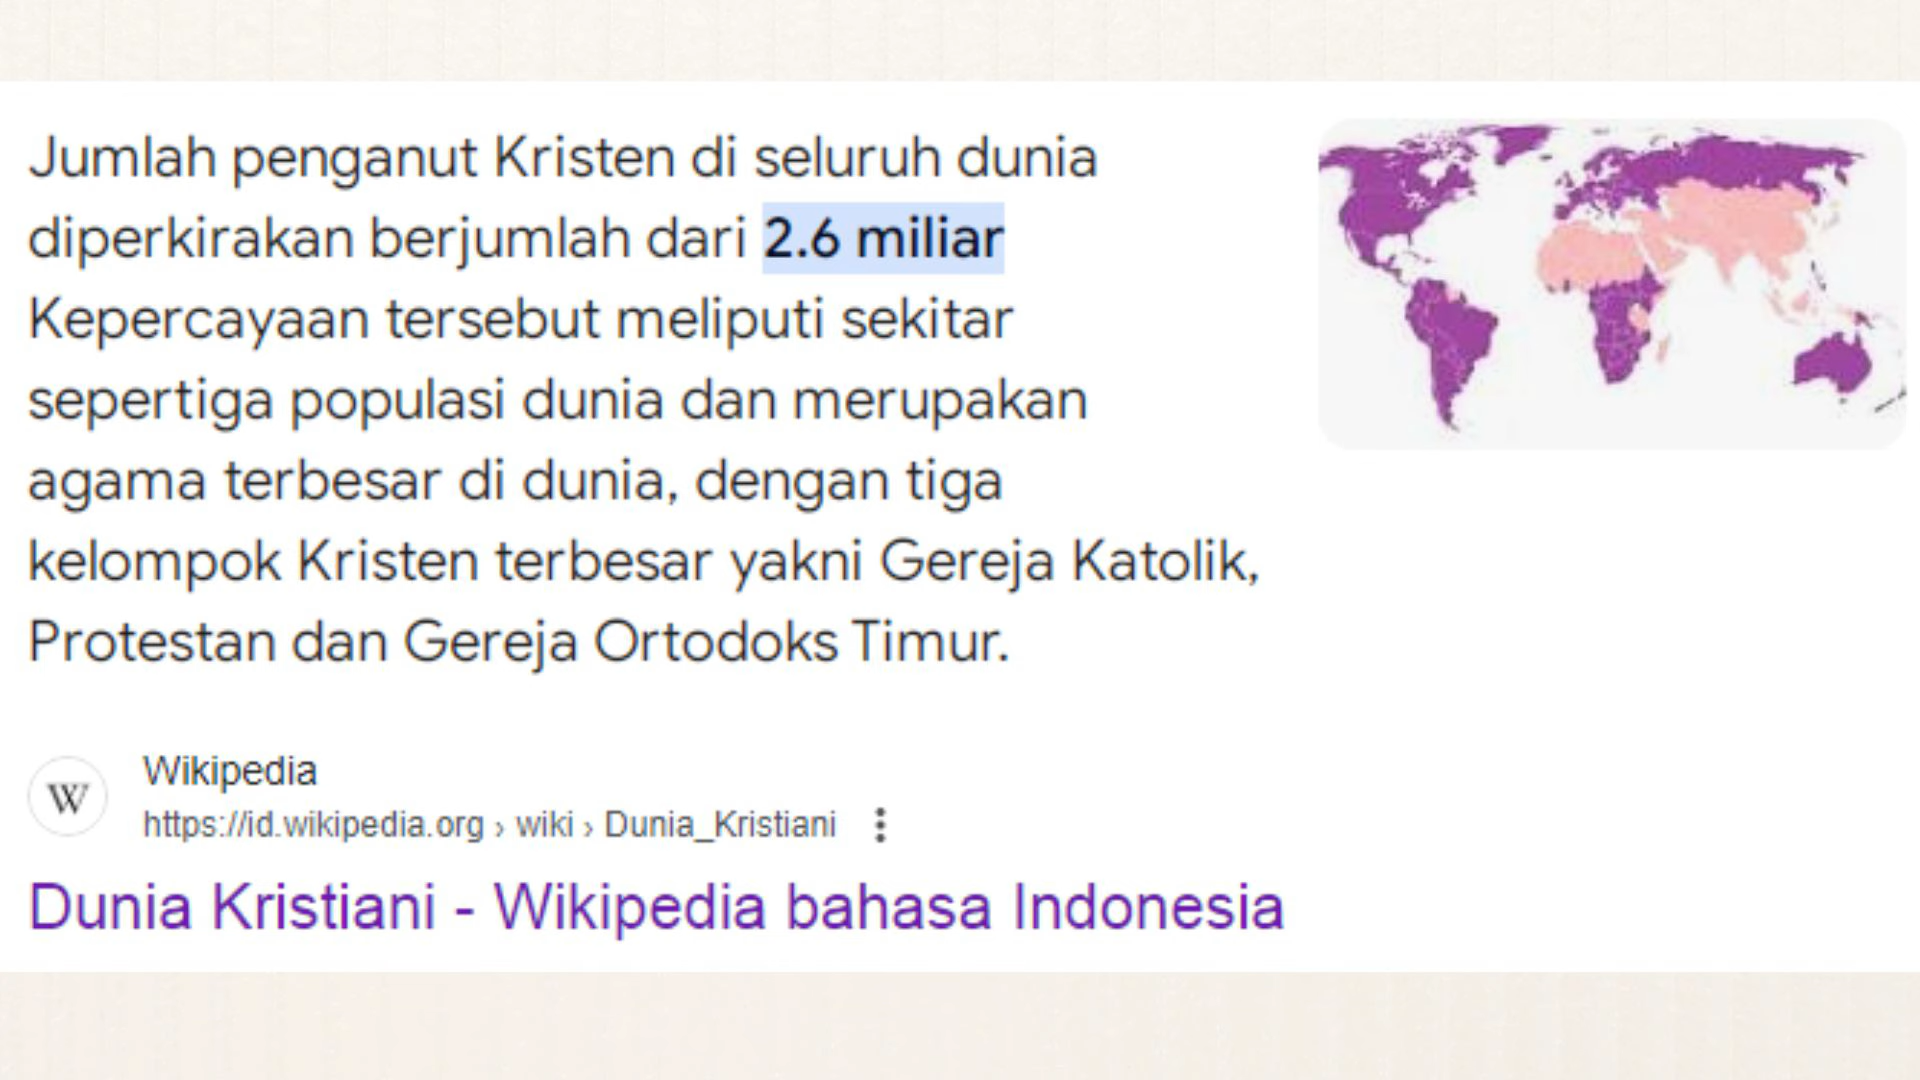 Jumlah penganut Kristen di seluruh dunia
diperkirakan berjumlah dari 2.6 miliar
Kepercayaan tersebut meliputi sekitar
sepertiga populasi dunia dan merupakan
agama terbesar di dunia, dengan tiga
kelompok Kristen terbesar yakni Gereja Katolik,
Protestan dan Gereja Ortodoks Timur.
W
Wikipedia
https://id.wikipedia.org › wiki › Dunia_Kristiani
Dunia Kristiani - Wikipedia bahasa Indonesia